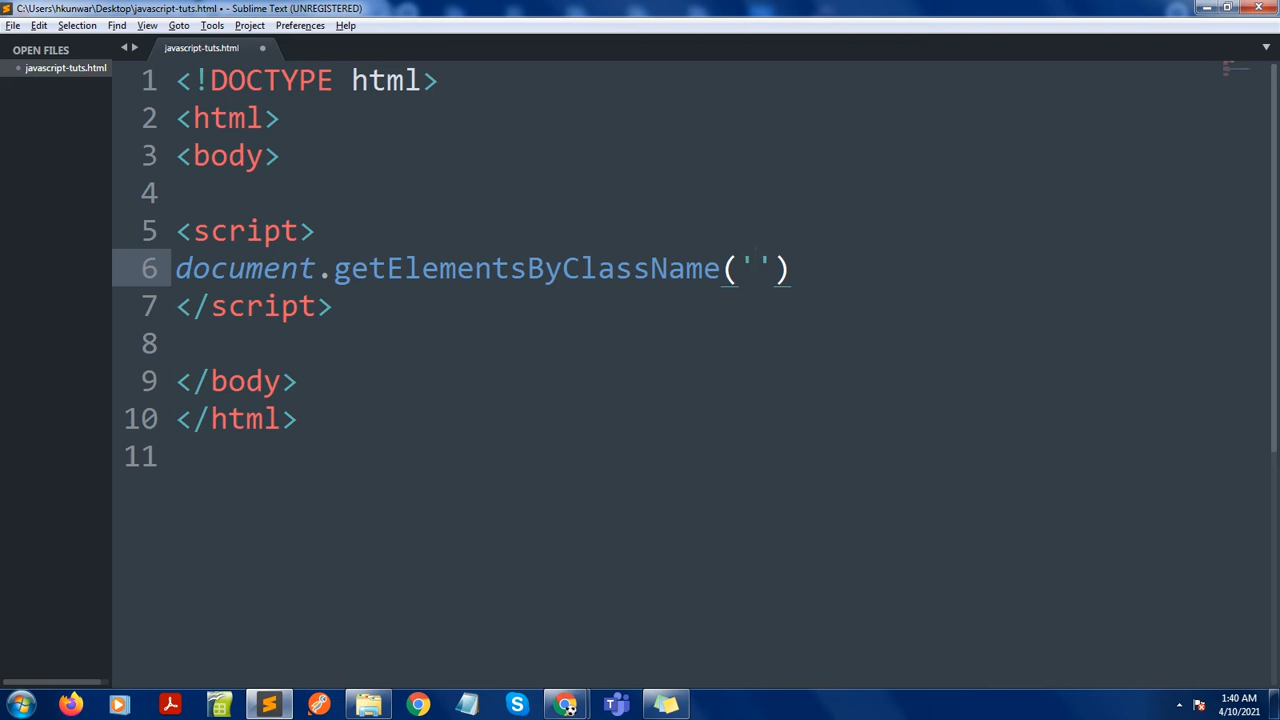 C:\Users\hkunwar\Desktop\javascript-tuts.html • - Sublime Text (UNREGISTERED)
File Edit Selection Find View Goto Tools Project Preferences Help
OPEN FILES
javascript-tuts.html
javascript-tuts.html
1 <!DOCTYPE html>
2 <html>
3 <body>
4
5 <script>
6 document.getElementsByClassName('')
7 </script>
8
9 </body>
10 </html>
11
1:40 AM
4/10/2021